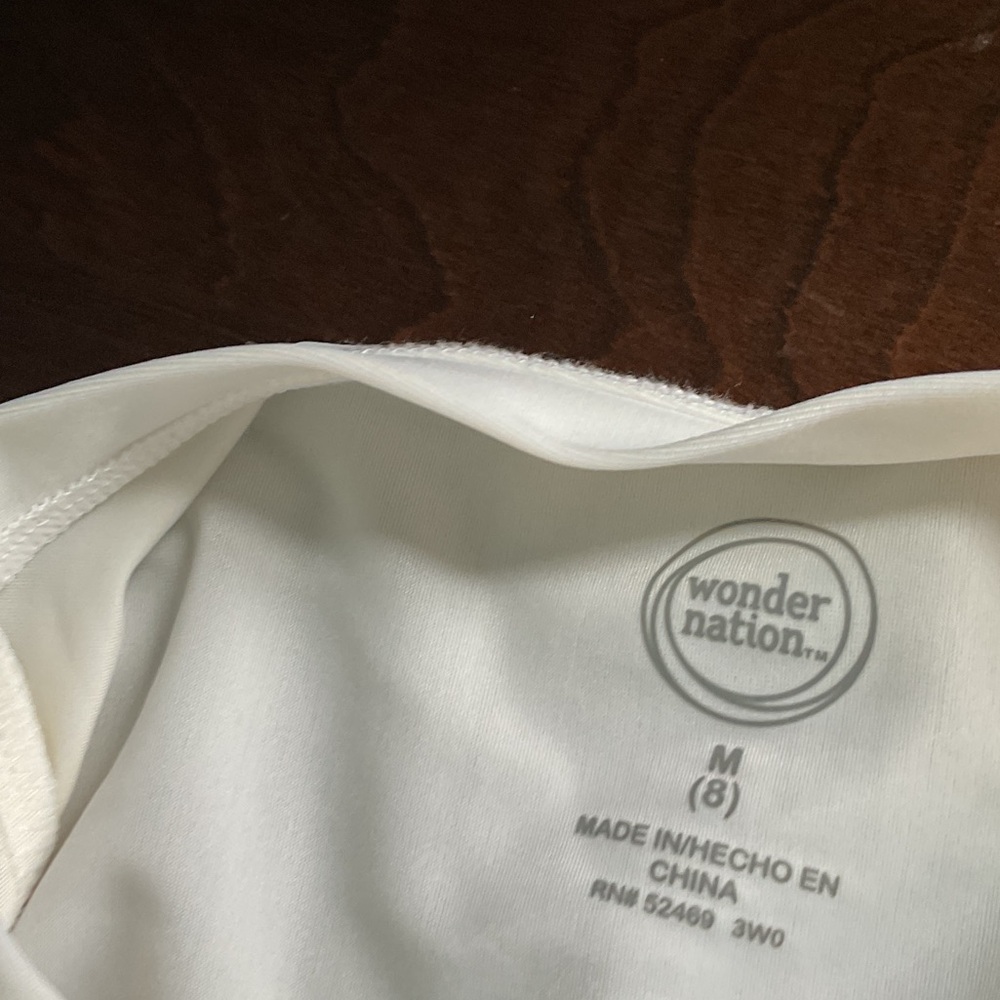 wonder
nation™
M
(8)
MADE IN/HECHO EN
CHINA
RN# 52469 3W0